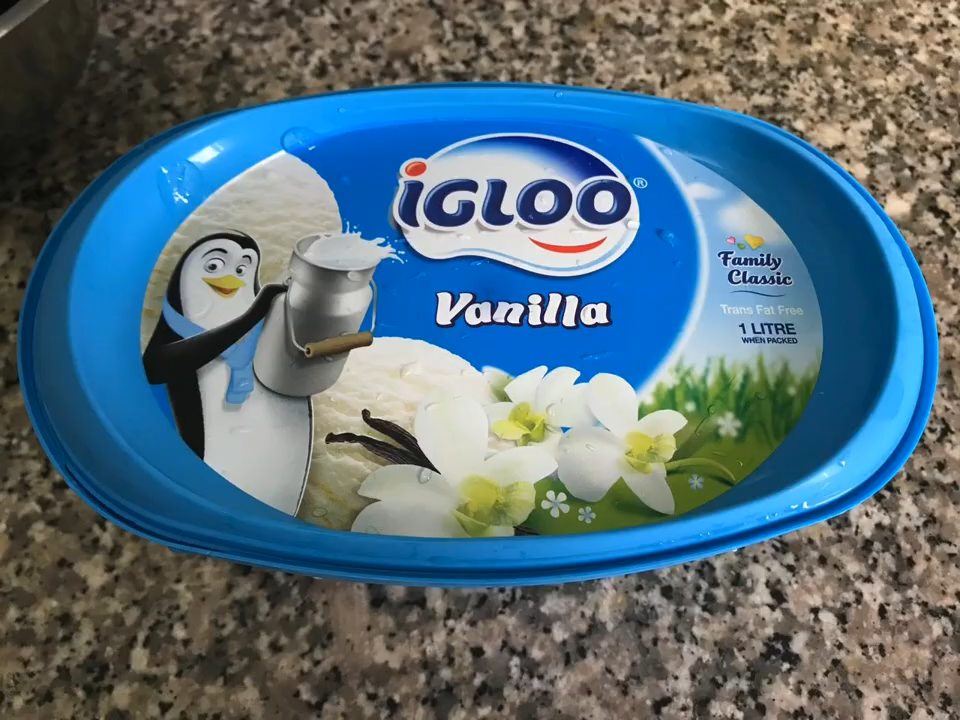 iGLOO®
Vanilla
Family
Classic
Trans Fat Free
1 LITRE
WHEN PACKED